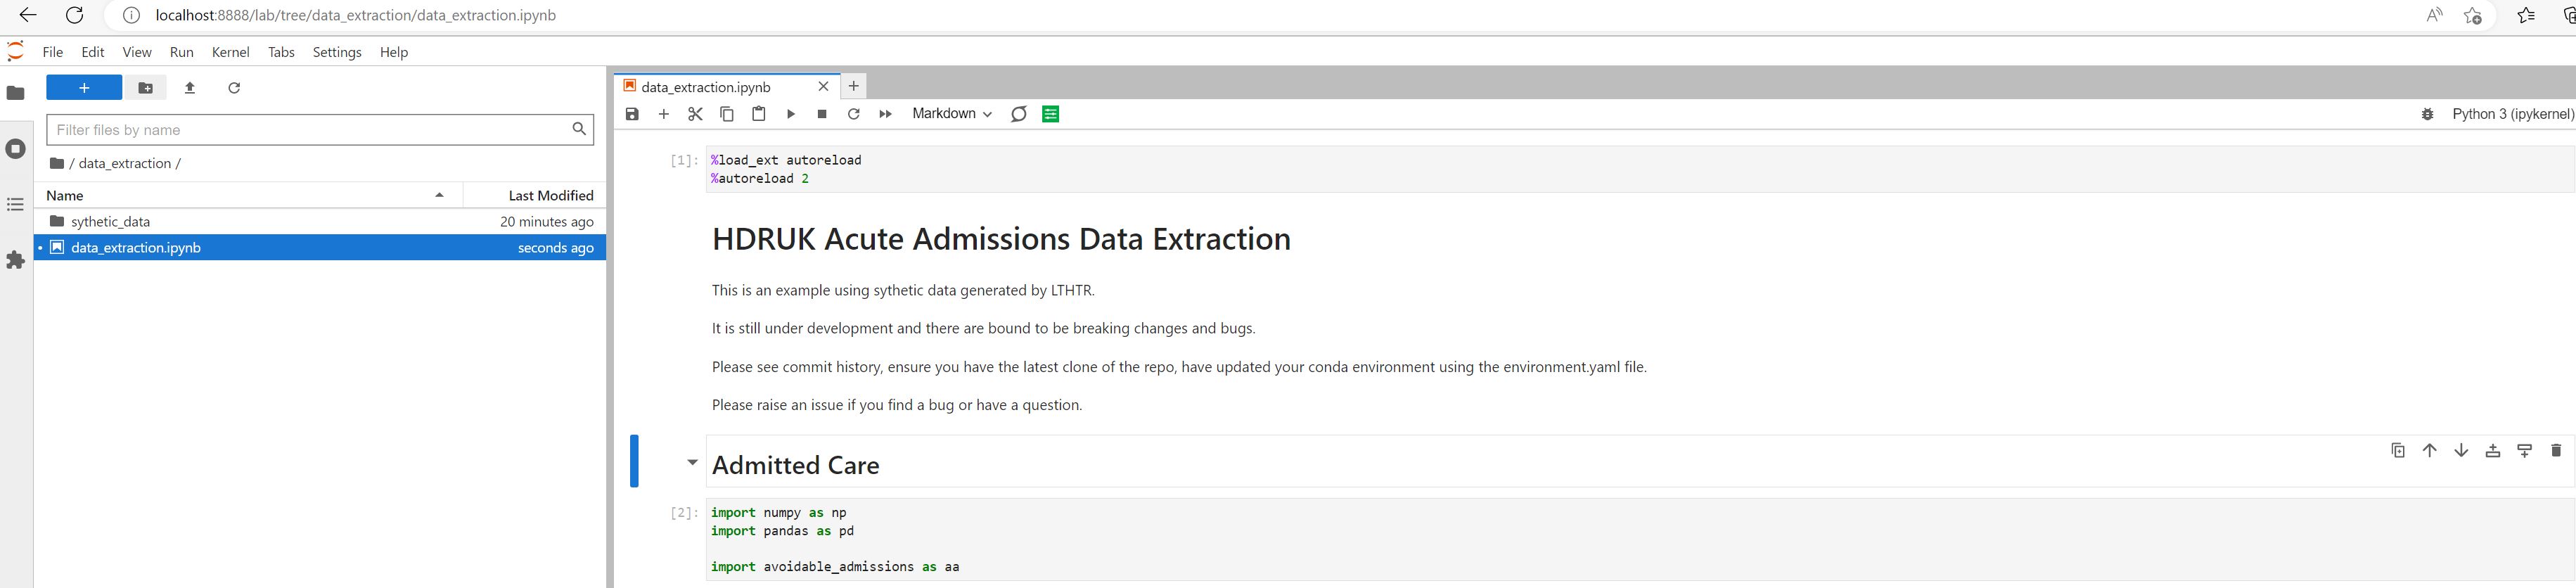 localhost:8888/lab/tree/data_extraction/data_extraction.ipynb
File Edit View Run Kernel Tabs Settings Help
+
Filter files by name
/ data_extraction /
Name Last Modified
sythetic_data 20 minutes ago
data_extraction.ipynb seconds ago
data_extraction.ipynb
Markdown
Python 3 (ipykernel)
[1]: %load_ext autoreload
%autoreload 2
HDRUK Acute Admissions Data Extraction
This is an example using sythetic data generated by LTHTR.
It is still under development and there are bound to be breaking changes and bugs.
Please see commit history, ensure you have the latest clone of the repo, have updated your conda environment using the environment.yaml file.
Please raise an issue if you find a bug or have a question.
Admitted Care
[2]: import numpy as np
import pandas as pd
import avoidable_admissions as aa